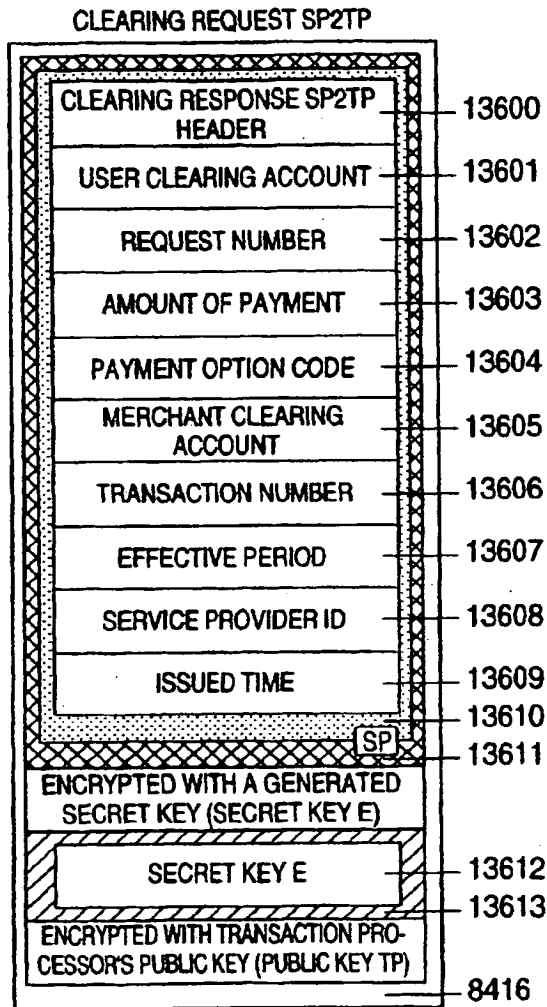 CLEARING REQUEST SP2TP
CLEARING RESPONSE SP2TP
HEADER
13600
USER CLEARING ACCOUNT
13601
REQUEST NUMBER
13602
AMOUNT OF PAYMENT
13603
PAYMENT OPTION CODE
13604
MERCHANT CLEARING
ACCOUNT
13605
TRANSACTION NUMBER
13606
EFFECTIVE PERIOD
13607
SERVICE PROVIDER ID
13608
ISSUED TIME
13609
13610
SP
13611
ENCRYPTED WITH A GENERATED
SECRET KEY (SECRET KEY E)
SECRET KEY E
13612
13613
ENCRYPTED WITH TRANSACTION PRO-
CESSOR'S PUBLIC KEY (PUBLIC KEY TP)
8416